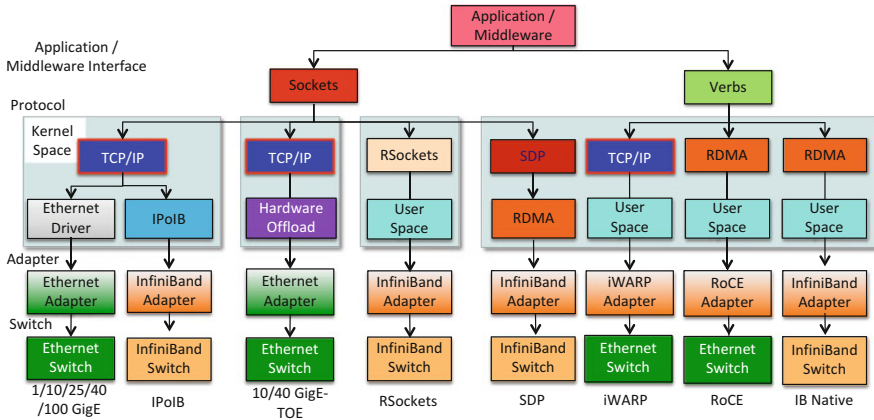 Application /
Middleware
Application /
Middleware Interface
Sockets
Verbs
Protocol
Kernel
Space
TCP/IP
TCP/IP
RSockets
SDP
TCP/IP
RDMA
RDMA
Ethernet
Driver
IPoIB
Hardware
Offload
User
Space
RDMA
User
Space
User
Space
User
Space
Adapter
Ethernet
Adapter
InfiniBand
Adapter
Ethernet
Adapter
InfiniBand
Adapter
InfiniBand
Adapter
iWARP
Adapter
RoCE
Adapter
InfiniBand
Adapter
Switch
Ethernet
Switch
InfiniBand
Switch
Ethernet
Switch
InfiniBand
Switch
InfiniBand
Switch
Ethernet
Switch
Ethernet
Switch
InfiniBand
Switch
1/10/25/40
/100 GigE
IPoIB
10/40 GigE-
TOE
RSockets
SDP
iWARP
RoCE
IB Native